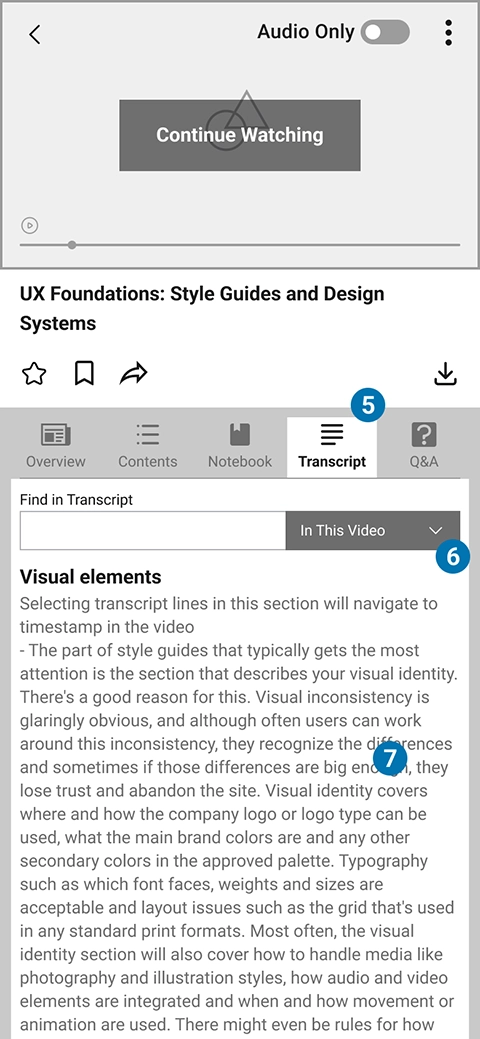 Audio Only
Continue Watching
UX Foundations: Style Guides and Design
Systems
5
Overview
Contents
Notebook
Transcript
Q&A
Find in Transcript
In This Video
6
Visual elements
Selecting transcript lines in this section will navigate to
timestamp in the video
- The part of style guides that typically gets the most
attention is the section that describes your visual identity.
There's a good reason for this. Visual inconsistency is
glaringly obvious, and although often users can work
around this inconsistency, they recognize the differences
7
and sometimes if those differences are big enough, they
lose trust and abandon the site. Visual identity covers
where and how the company logo or logo type can be
used, what the main brand colors are and any other
secondary colors in the approved palette. Typography
such as which font faces, weights and sizes are
acceptable and layout issues such as the grid that's used
in any standard print formats. Most often, the visual
identity section will also cover how to handle media like
photography and illustration styles, how audio and video
elements are integrated and when and how movement or
animation are used. There might even be rules for how